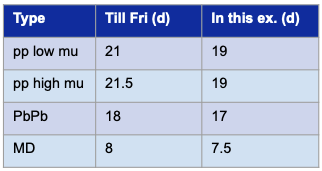 Type Till Fri (d) In this ex. (d)
pp low mu 21 19
pp high mu 21.5 19
PbPb 18 17
MD 8 7.5